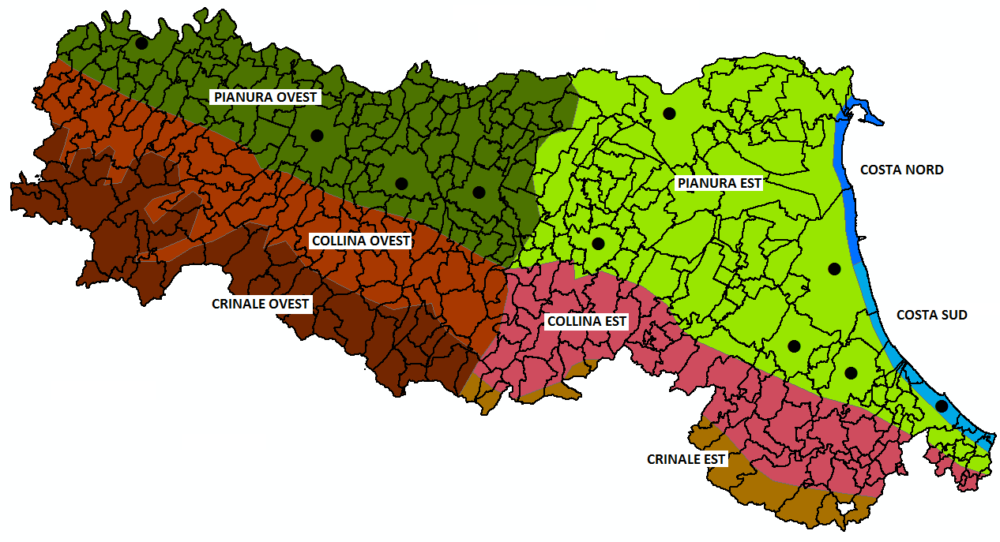 PIANURA OVEST
COSTA NORD
PIANURA EST
COLLINA OVEST
CRINALE OVEST
COSTA SUD
COLLINA EST
CRINALE EST